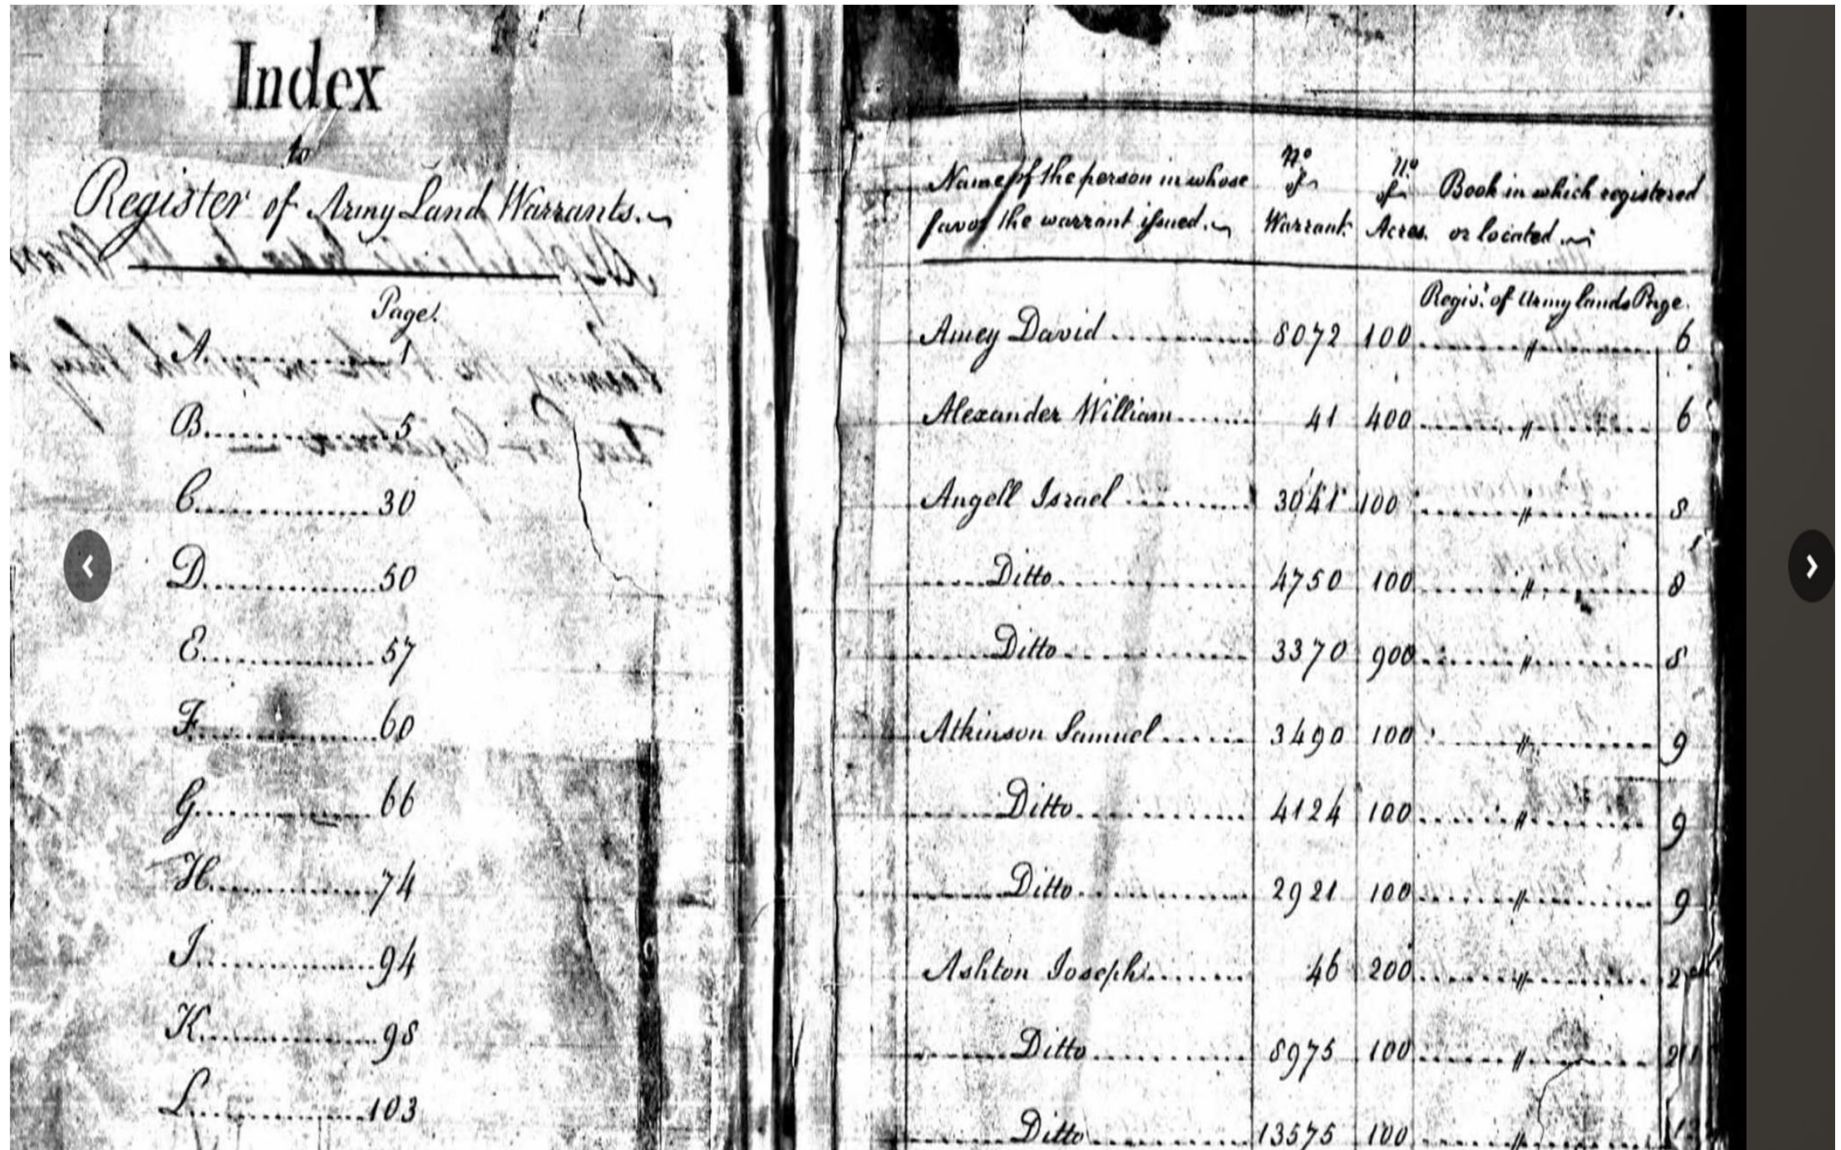 Index
to
Register of Army Land Warrants.
Page.
A..................1
B..................5
C..................30
D..................50
E..................57
F..................60
G..................66
H..................74
I..................94
K..................98
L..................103
Name of the person in whose favor the warrant issued. No of Warrant. No of Acres. Book in which registered or located.
Regisr. of Army lands Page.
Amey David 8072 100 〃 6
Alexander William 41 400 〃 6
Angell Israel 3041 100 〃 8
Ditto 4750 100 〃 8
Ditto 3370 900 〃 8
Atkinson Samuel 3490 100 〃 9
Ditto 4124 100 〃 9
Ditto 2921 100 〃 9
Ashton Joseph 46 200 〃
Ditto 8975 100 〃
Ditto 13575 100 〃